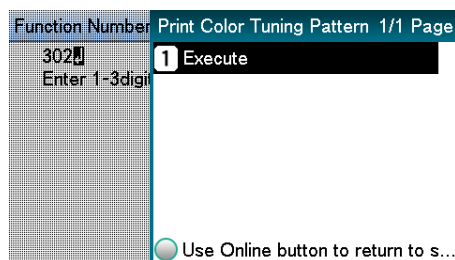 Function Number
Print Color Tuning Pattern 1/1 Page
302
1 Execute
Enter 1-3digit
Use Online button to return to s...